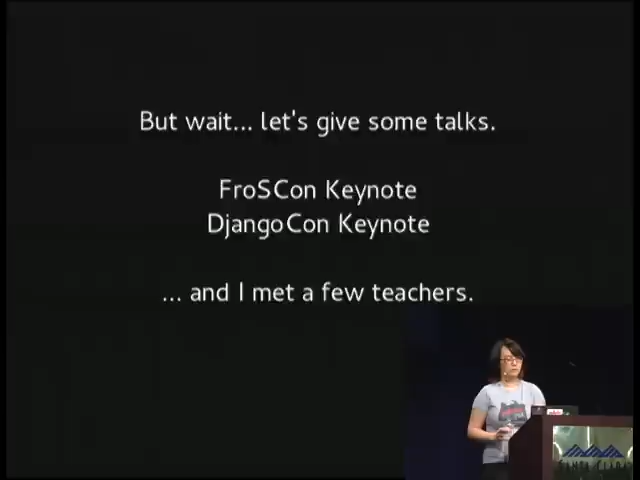 But wait... let's give some talks.
FroSCon Keynote
DjangoCon Keynote
... and I met a few teachers.